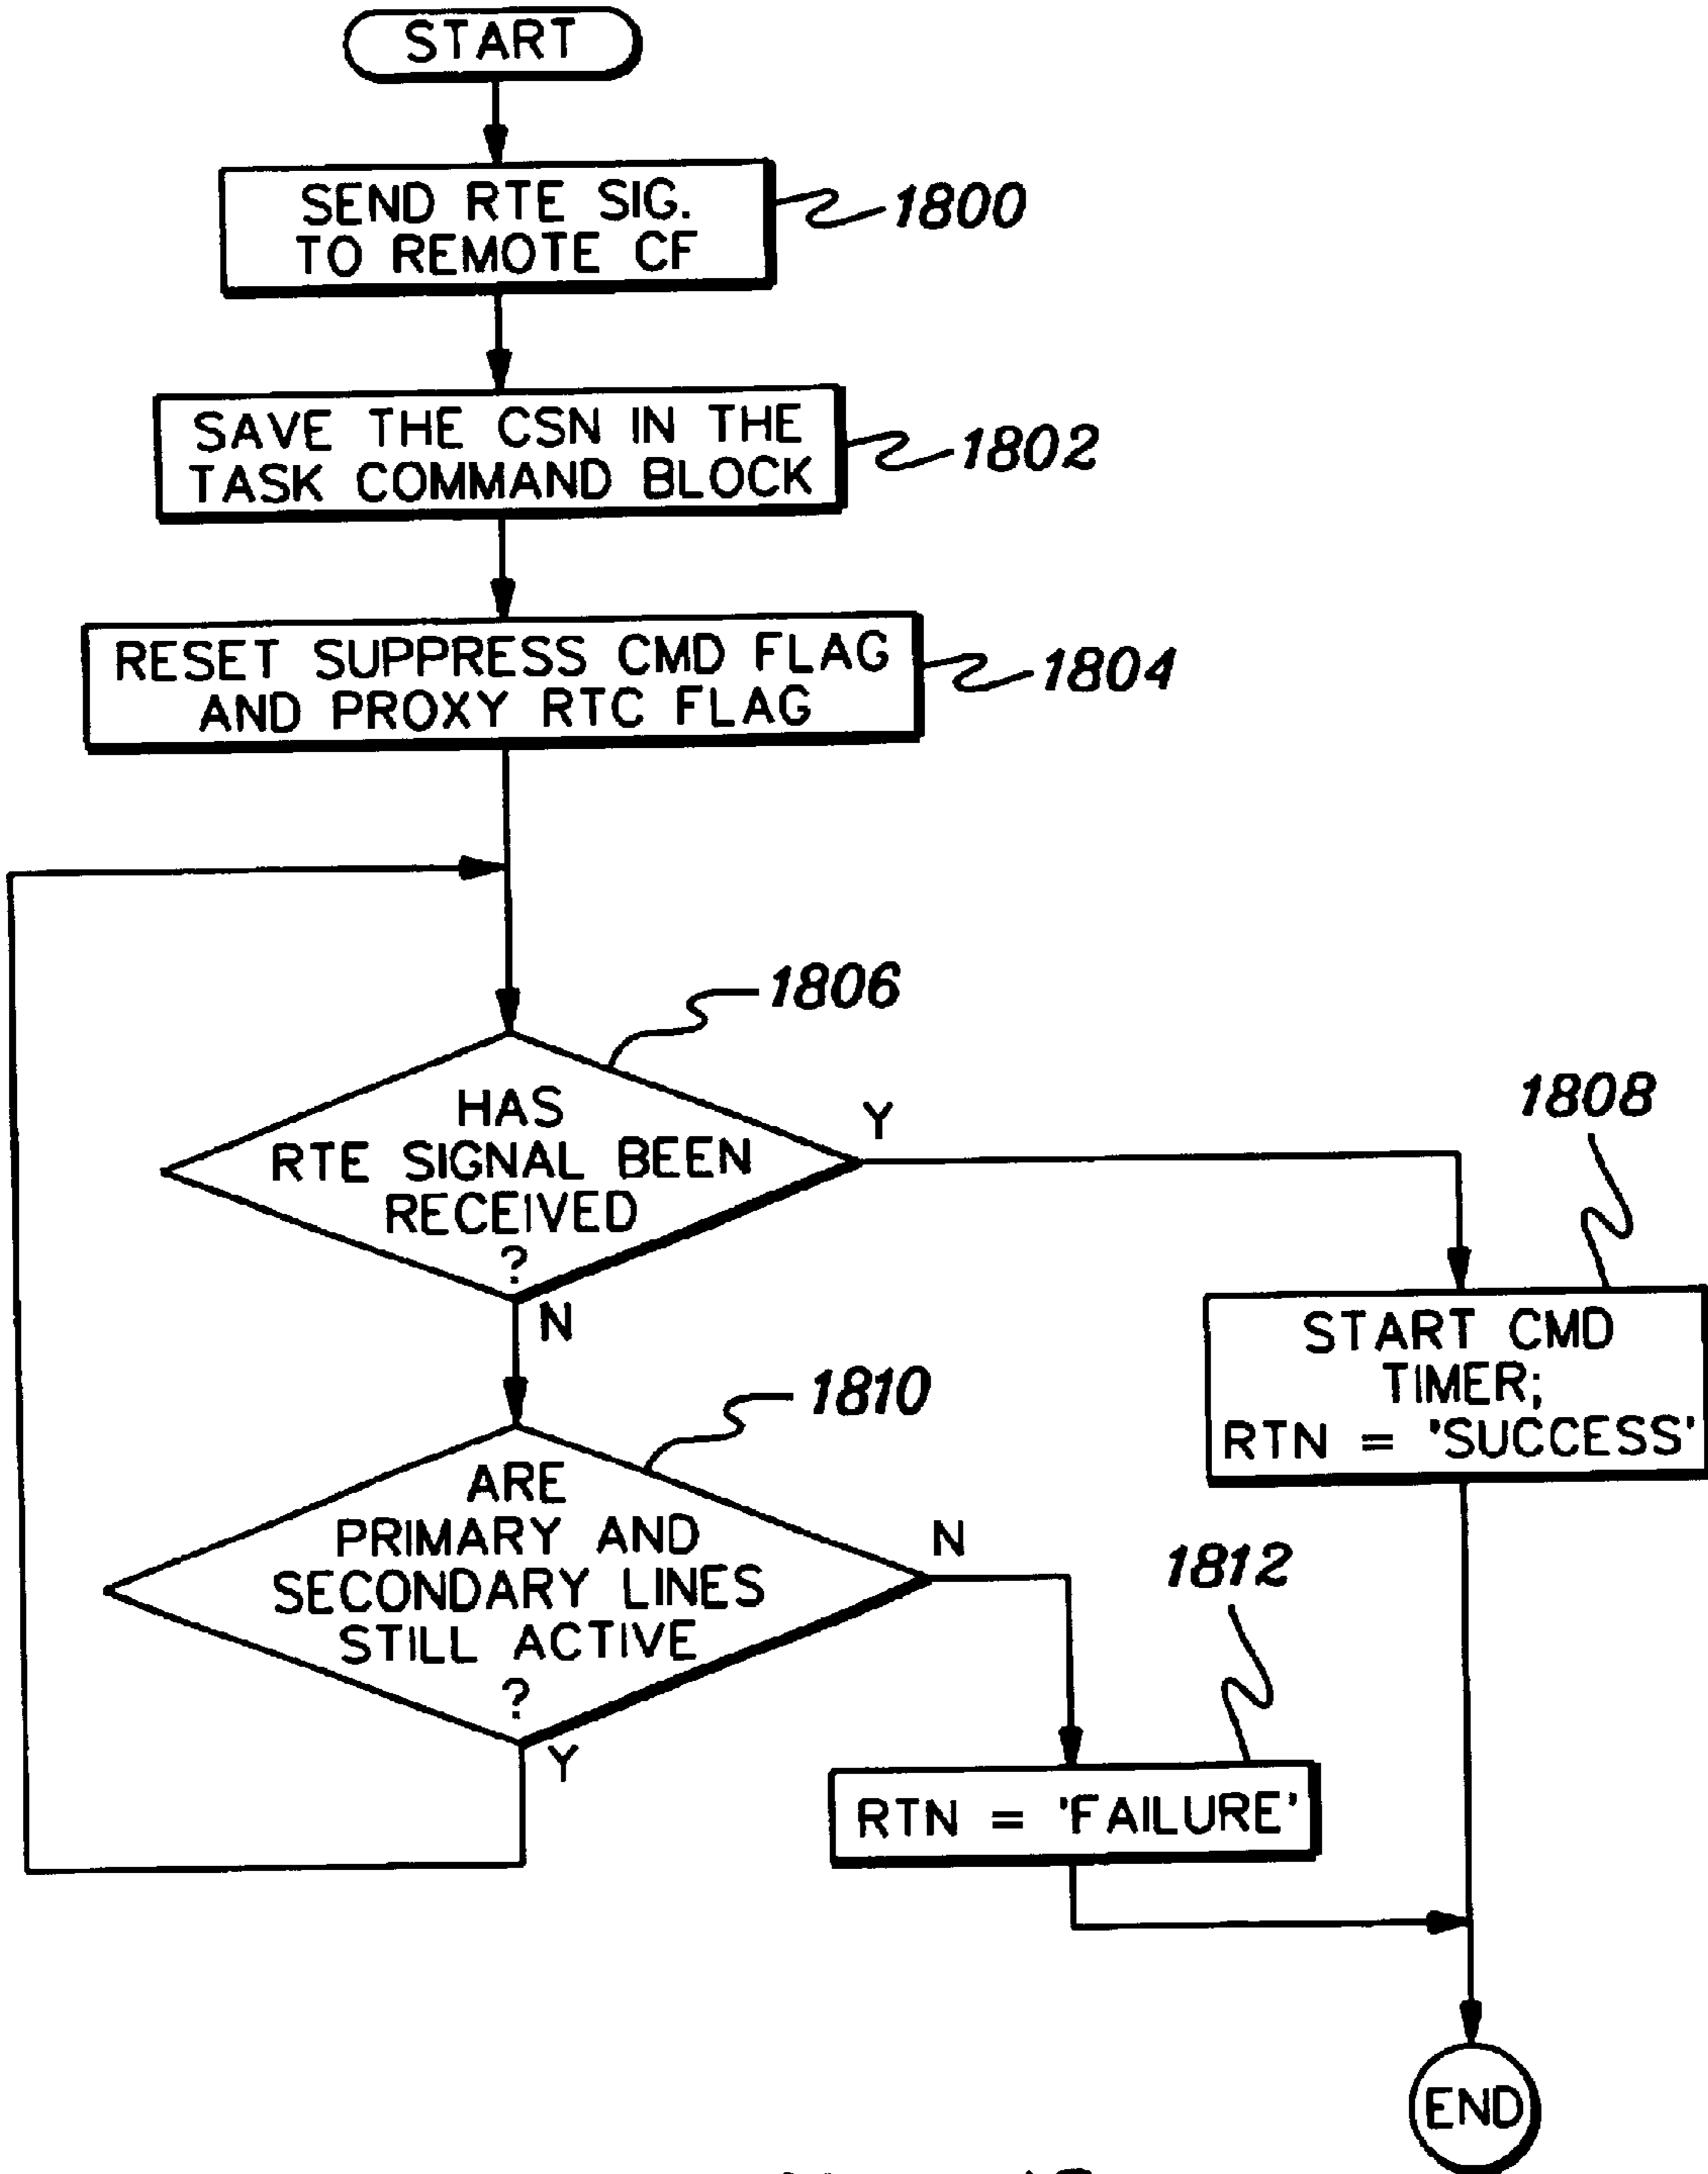 START
SEND RTE SIG.
TO REMOTE CF
1800
SAVE THE CSN IN THE
TASK COMMAND BLOCK
1802
RESET SUPPRESS CMD FLAG
AND PROXY RTC FLAG
1804
HAS
RTE SIGNAL BEEN
RECEIVED
?
1806
Y
N
1808
START CMD
TIMER;
RTN = 'SUCCESS'
ARE
PRIMARY AND
SECONDARY LINES
STILL ACTIVE
?
1810
N
Y
1812
RTN = 'FAILURE'
END